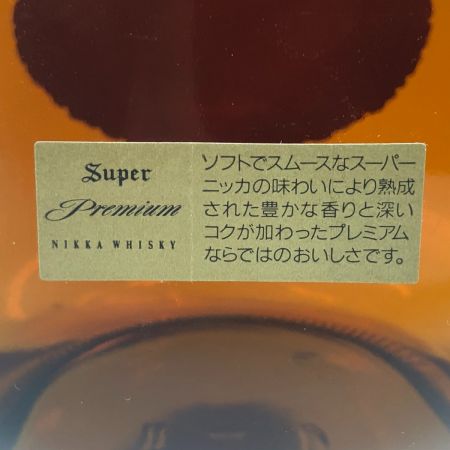 Super
Premium
NIKKA WHISKY
ソフトでスムースなスーパー
ニッカの味わいにより熟成
された豊かな香りと深い
コクが加わったプレミアム
ならではのおいしさです。